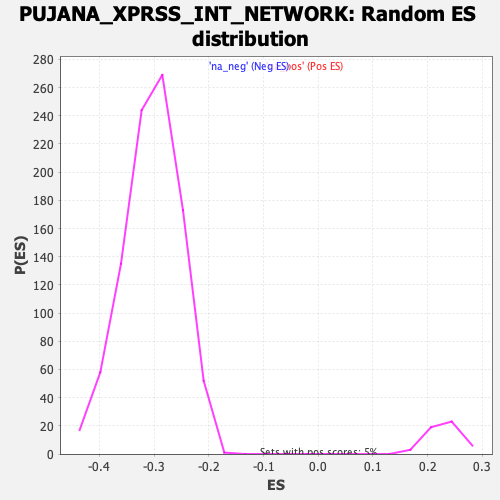 PUJANA_XPRSS_INT_NETWORK: Random ES
distribution
'na_neg' (Neg ES) pos' (Pos ES)
280
260
240
220
200
180
160
140
120
100
80
60
40
20
0
P(ES)
Sets with pos scores: 5%
-0.4 -0.3 -0.2 -0.1 0.0 0.1 0.2 0.3
ES